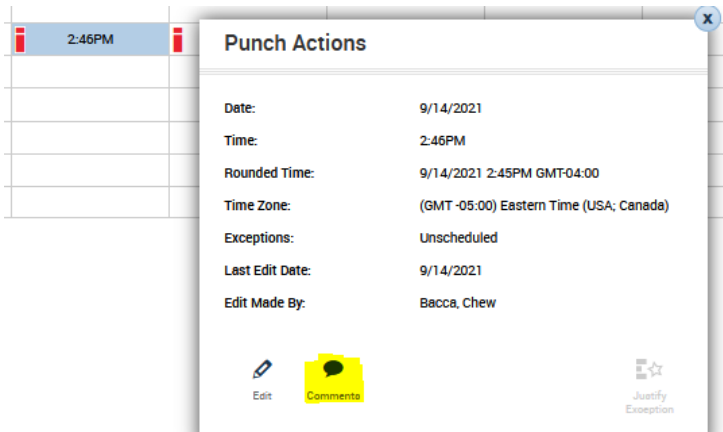 2:46PM
x
Punch Actions
Date: 9/14/2021
Time: 2:46PM
Rounded Time: 9/14/2021 2:45PM GMT-04:00
Time Zone: (GMT -05:00) Eastern Time (USA; Canada)
Exceptions: Unscheduled
Last Edit Date: 9/14/2021
Edit Made By: Bacca, Chew
Edit Comments Justify
Exception